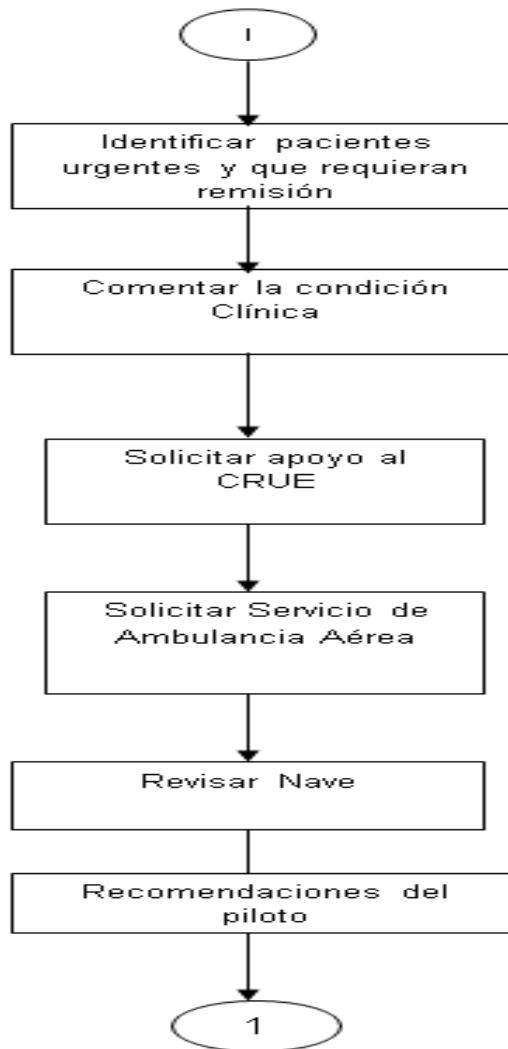 I
Identificar pacientes
urgentes y que requieran
remisión
Comentar la condición
Clínica
Solicitar apoyo al
CRUE
Solicitar Servicio de
Ambulancia Aérea
Revisar Nave
Recomendaciones del
piloto
1